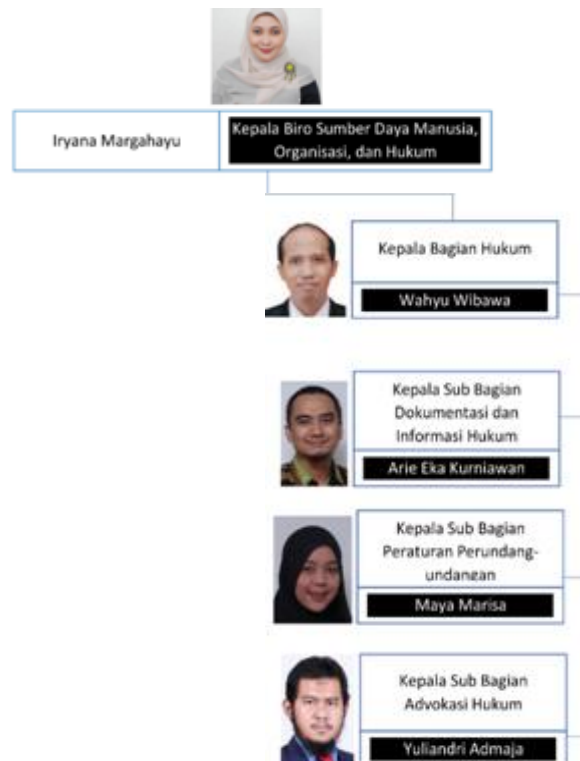 Iryana Margahayu
Kepala Biro Sumber Daya Manusia,
Organisasi, dan Hukum
Kepala Bagian Hukum
Wahyu Wibawa
Kepala Sub Bagian
Dokumentasi dan
Informasi Hukum
Arie Eka Kurniawan
Kepala Sub Bagian
Peraturan Perundang-
undangan
Maya Marisa
Kepala Sub Bagian
Advokasi Hukum
Yuliandri Admaja